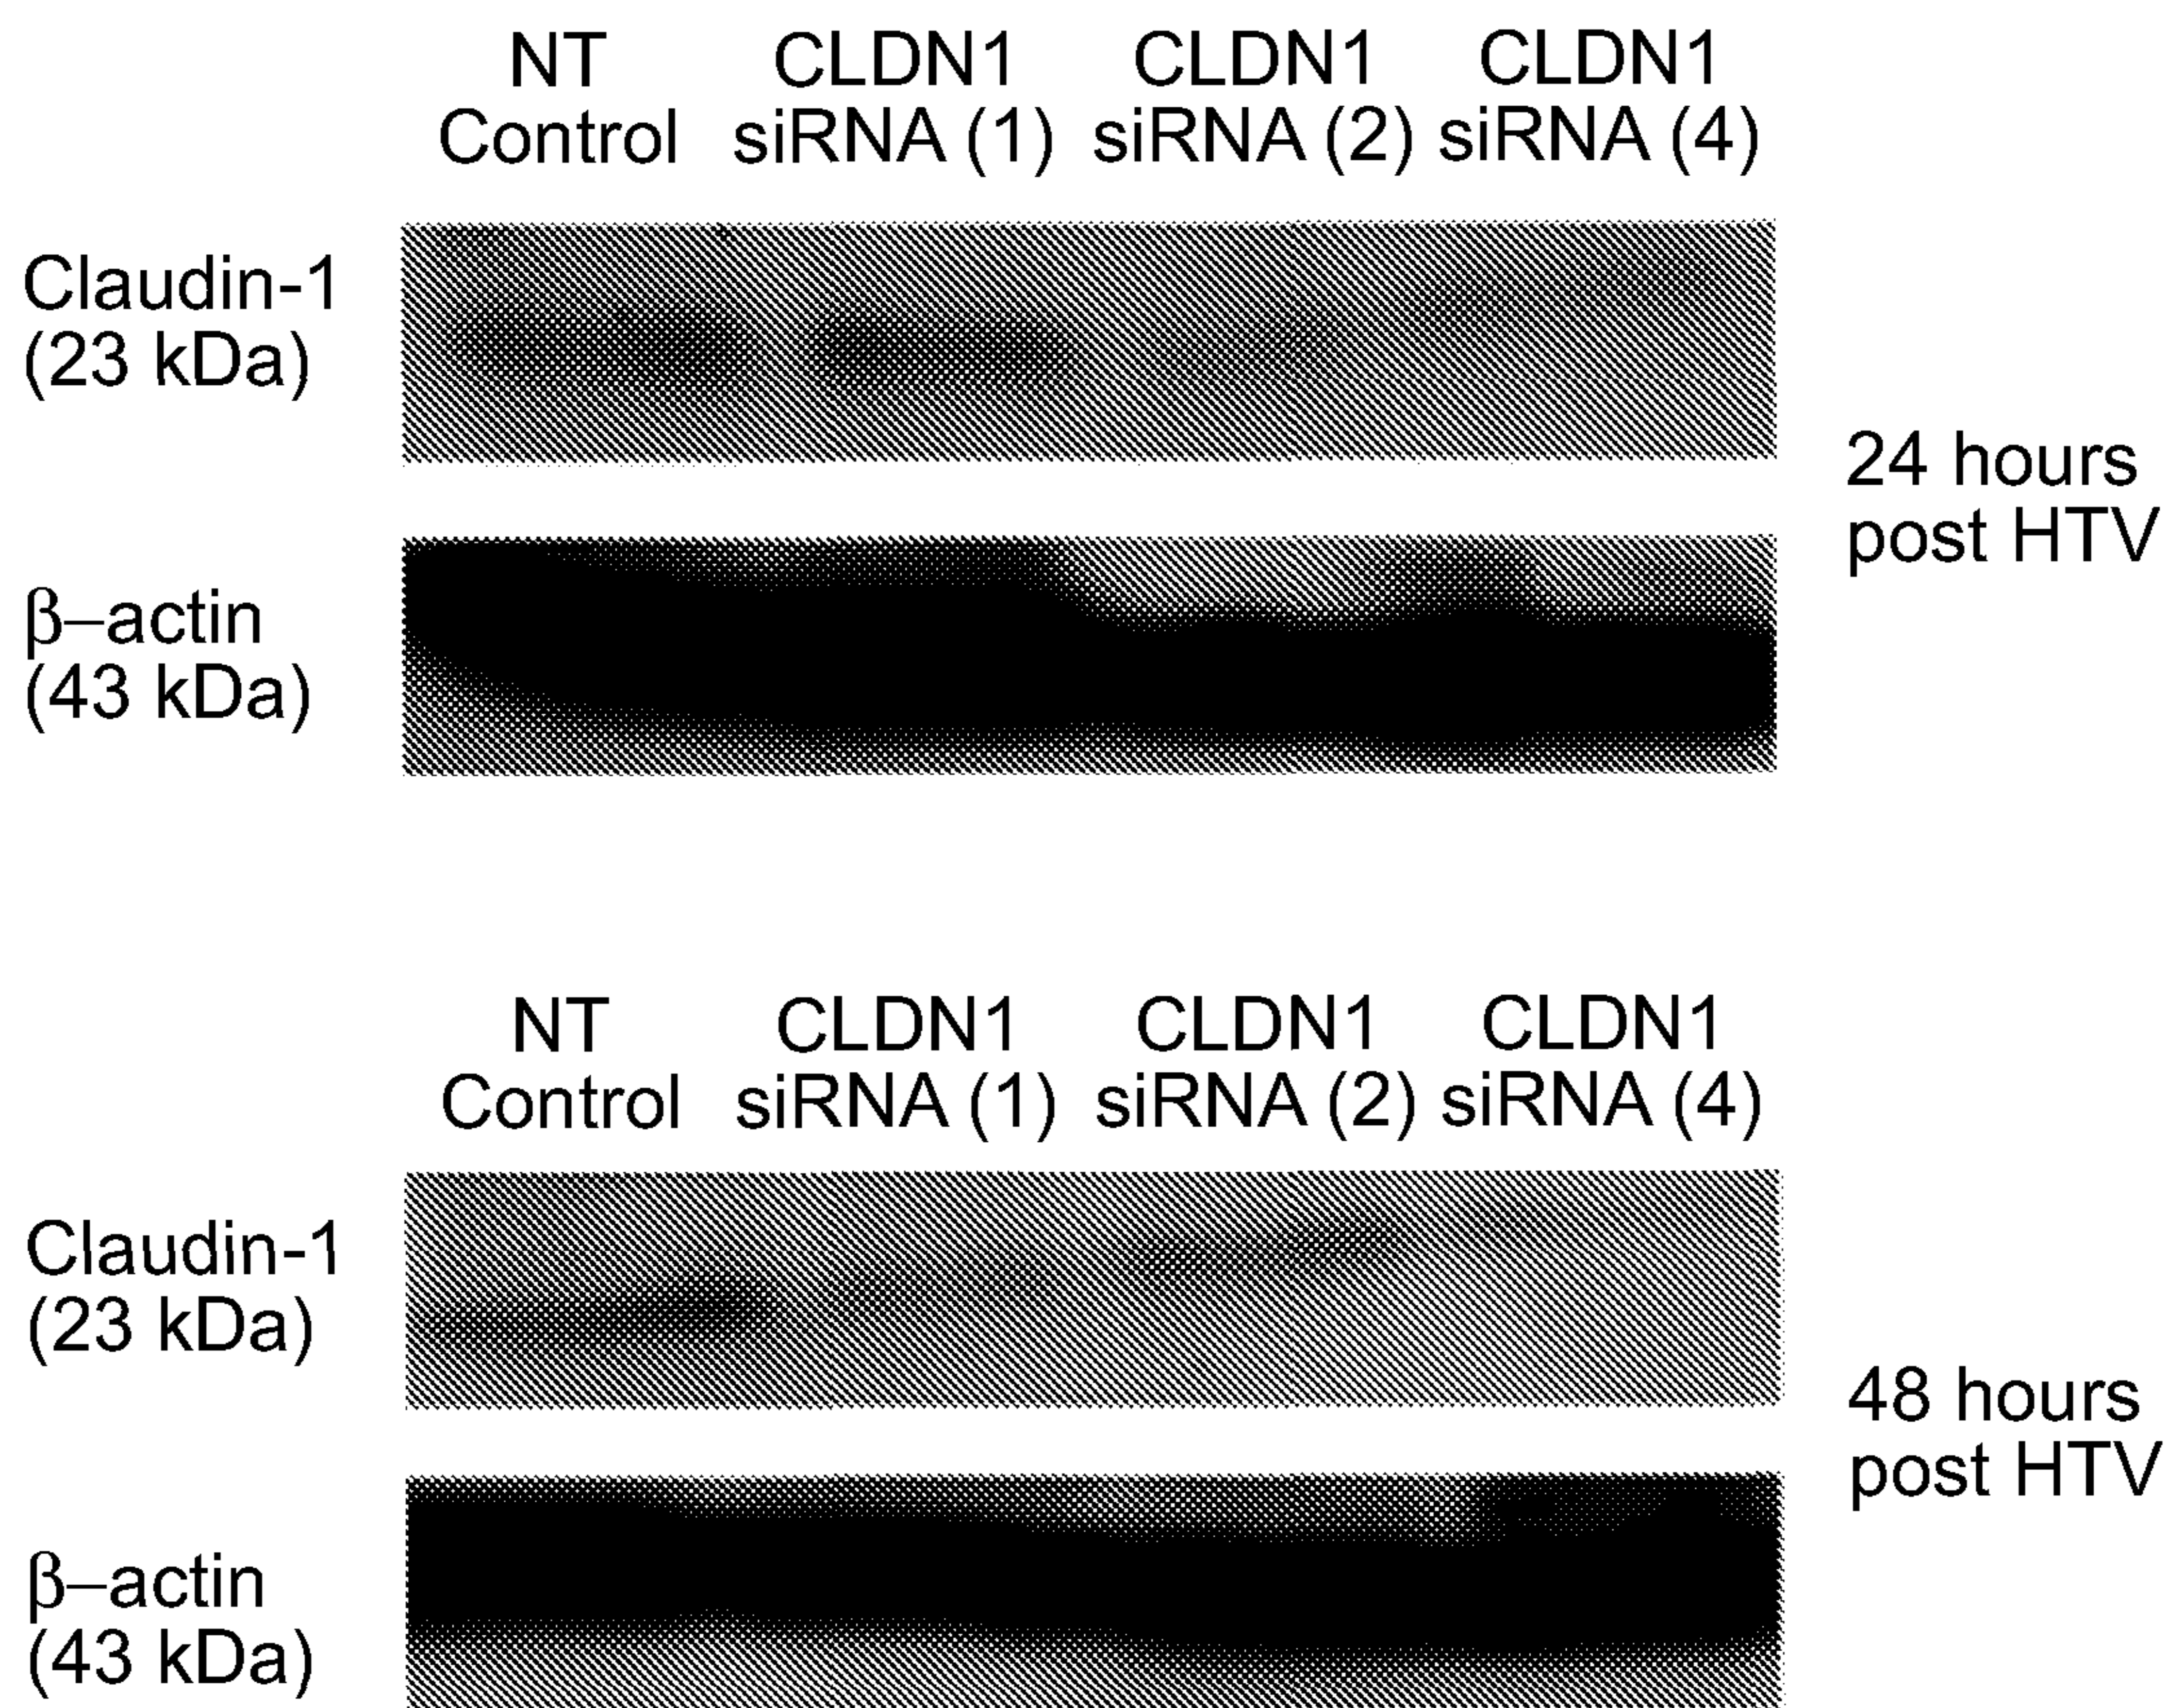 NT CLDN1 CLDN1 CLDN1
Control siRNA (1) siRNA (2) siRNA (4)
Claudin-1
(23 kDa)
24 hours
post HTV
β–actin
(43 kDa)
NT CLDN1 CLDN1 CLDN1
Control siRNA (1) siRNA (2) siRNA (4)
Claudin-1
(23 kDa)
48 hours
post HTV
β–actin
(43 kDa)